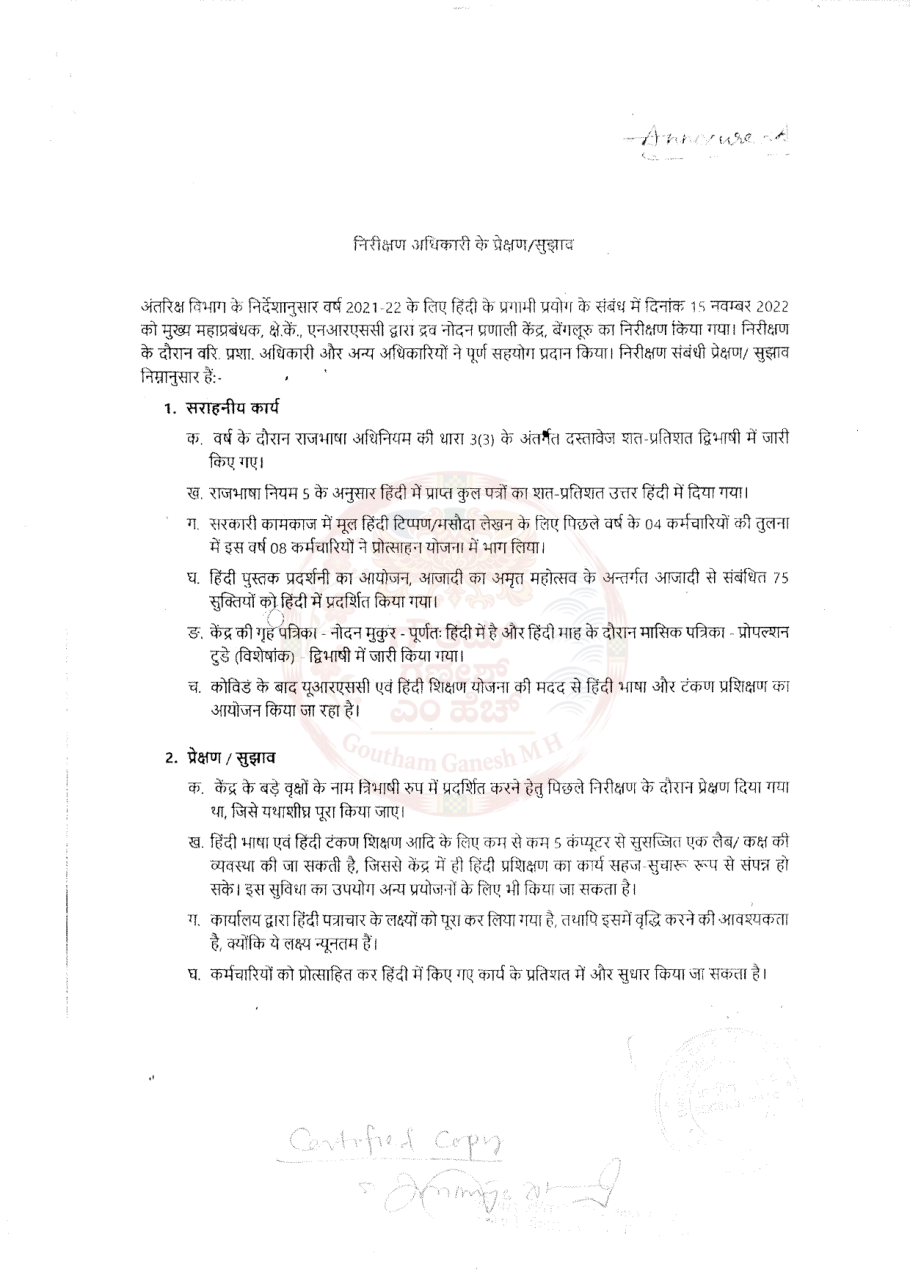 Annexure - A
निरीक्षण अधिकारी के प्रेक्षण/सुझाव
अंतरिक्ष विभाग के निर्देशानुसार वर्ष 2021-22 के लिए हिंदी के प्रगामी प्रयोग के संबंध में दिनांक 15 नवम्बर 2022
को मुख्य महाप्रबंधक, क्षे.कें., एनआरएससी द्वारा द्रव नोदन प्रणाली केंद्र, बेंगलूरु का निरीक्षण किया गया। निरीक्षण
के दौरान वरि. प्रशा. अधिकारी और अन्य अधिकारियों ने पूर्ण सहयोग प्रदान किया। निरीक्षण संबंधी प्रेक्षण/ सुझाव
निम्नानुसार हैं:-
1. सराहनीय कार्य
क. वर्ष के दौरान राजभाषा अधिनियम की धारा 3(3) के अंतर्गत दस्तावेज शत-प्रतिशत द्विभाषी में जारी
किए गए।
ख. राजभाषा नियम 5 के अनुसार हिंदी में प्राप्त कुल पत्रों का शत-प्रतिशत उत्तर हिंदी में दिया गया।
ग. सरकारी कामकाज में मूल हिंदी टिप्पण/मसौदा लेखन के लिए पिछले वर्ष के 04 कर्मचारियों की तुलना
में इस वर्ष 08 कर्मचारियों ने प्रोत्साहन योजना में भाग लिया।
घ. हिंदी पुस्तक प्रदर्शनी का आयोजन, आजादी का अमृत महोत्सव के अन्तर्गत आजादी से संबंधित 75
सुक्तियों को हिंदी में प्रदर्शित किया गया।
ङ. केंद्र की गृह पत्रिका - नोदन मुकुर - पूर्णतः हिंदी में है और हिंदी माह के दौरान मासिक पत्रिका - प्रोपल्शन
टुडे (विशेषांक) - द्विभाषी में जारी किया गया।
च. कोविड के बाद यूआरएससी एवं हिंदी शिक्षण योजना की मदद से हिंदी भाषा और टंकण प्रशिक्षण का
आयोजन किया जा रहा है।
ಗೌತಮ್
ಗಣೇಶ್
ಎಂ ಹೆಚ್
Goutham Ganesh M H
2. प्रेक्षण / सुझाव
क. केंद्र के बड़े वृक्षों के नाम त्रिभाषी रुप में प्रदर्शित करने हेतु पिछले निरीक्षण के दौरान प्रेक्षण दिया गया
था, जिसे यथाशीघ्र पूरा किया जाए।
ख. हिंदी भाषा एवं हिंदी टंकण शिक्षण आदि के लिए कम से कम 5 कंप्यूटर से सुसज्जित एक लैब/ कक्ष की
व्यवस्था की जा सकती है, जिससे केंद्र में ही हिंदी प्रशिक्षण का कार्य सहज-सुचारू रूप से संपन्न हो
सके। इस सुविधा का उपयोग अन्य प्रयोजनों के लिए भी किया जा सकता है।
ग. कार्यालय द्वारा हिंदी पत्राचार के लक्ष्यों को पूरा कर लिया गया है, तथापि इसमें वृद्धि करने की आवश्यकता
है, क्योंकि ये लक्ष्य न्यूनतम हैं।
घ. कर्मचारियों को प्रोत्साहित कर हिंदी में किए गए कार्य के प्रतिशत में और सुधार किया जा सकता है।
Certified Copy